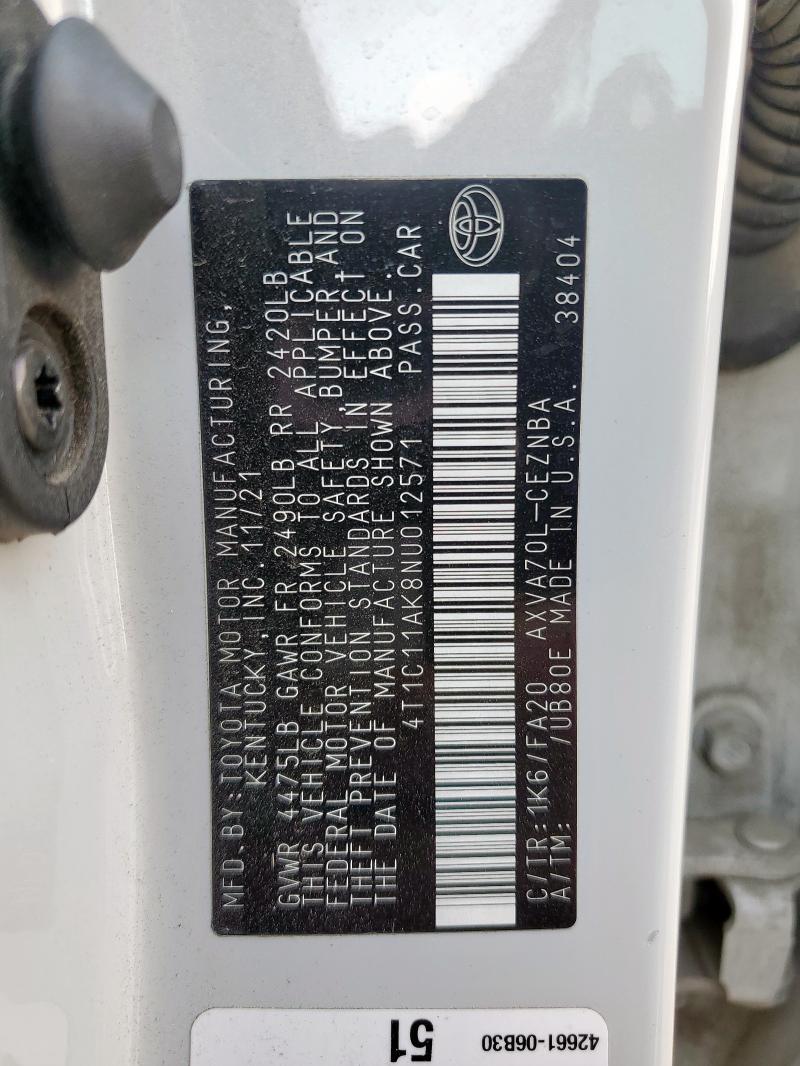 MFD.BY:TOYOTA MOTOR MANUFACTURING,
KENTUCKY,INC.11/21
GVWR 4475LB GAWR FR 2490LB RR 2420LB
THIS VEHICLE CONFORMS TO ALL APPLICABLE
FEDERAL MOTOR VEHICLE SAFETY,BUMPER,AND
THEFT PREVENTION STANDARDS IN EFFECT ON
THE DATE OF MANUFACTURE SHOWN ABOVE.
4T1C11AK8NU012571 PASS.CAR
C/TR:1K6/FA20 AXVA70L-CEZNBA
A/TM: /UB80E MADE IN U.S.A. 38404
51
42661-06B30